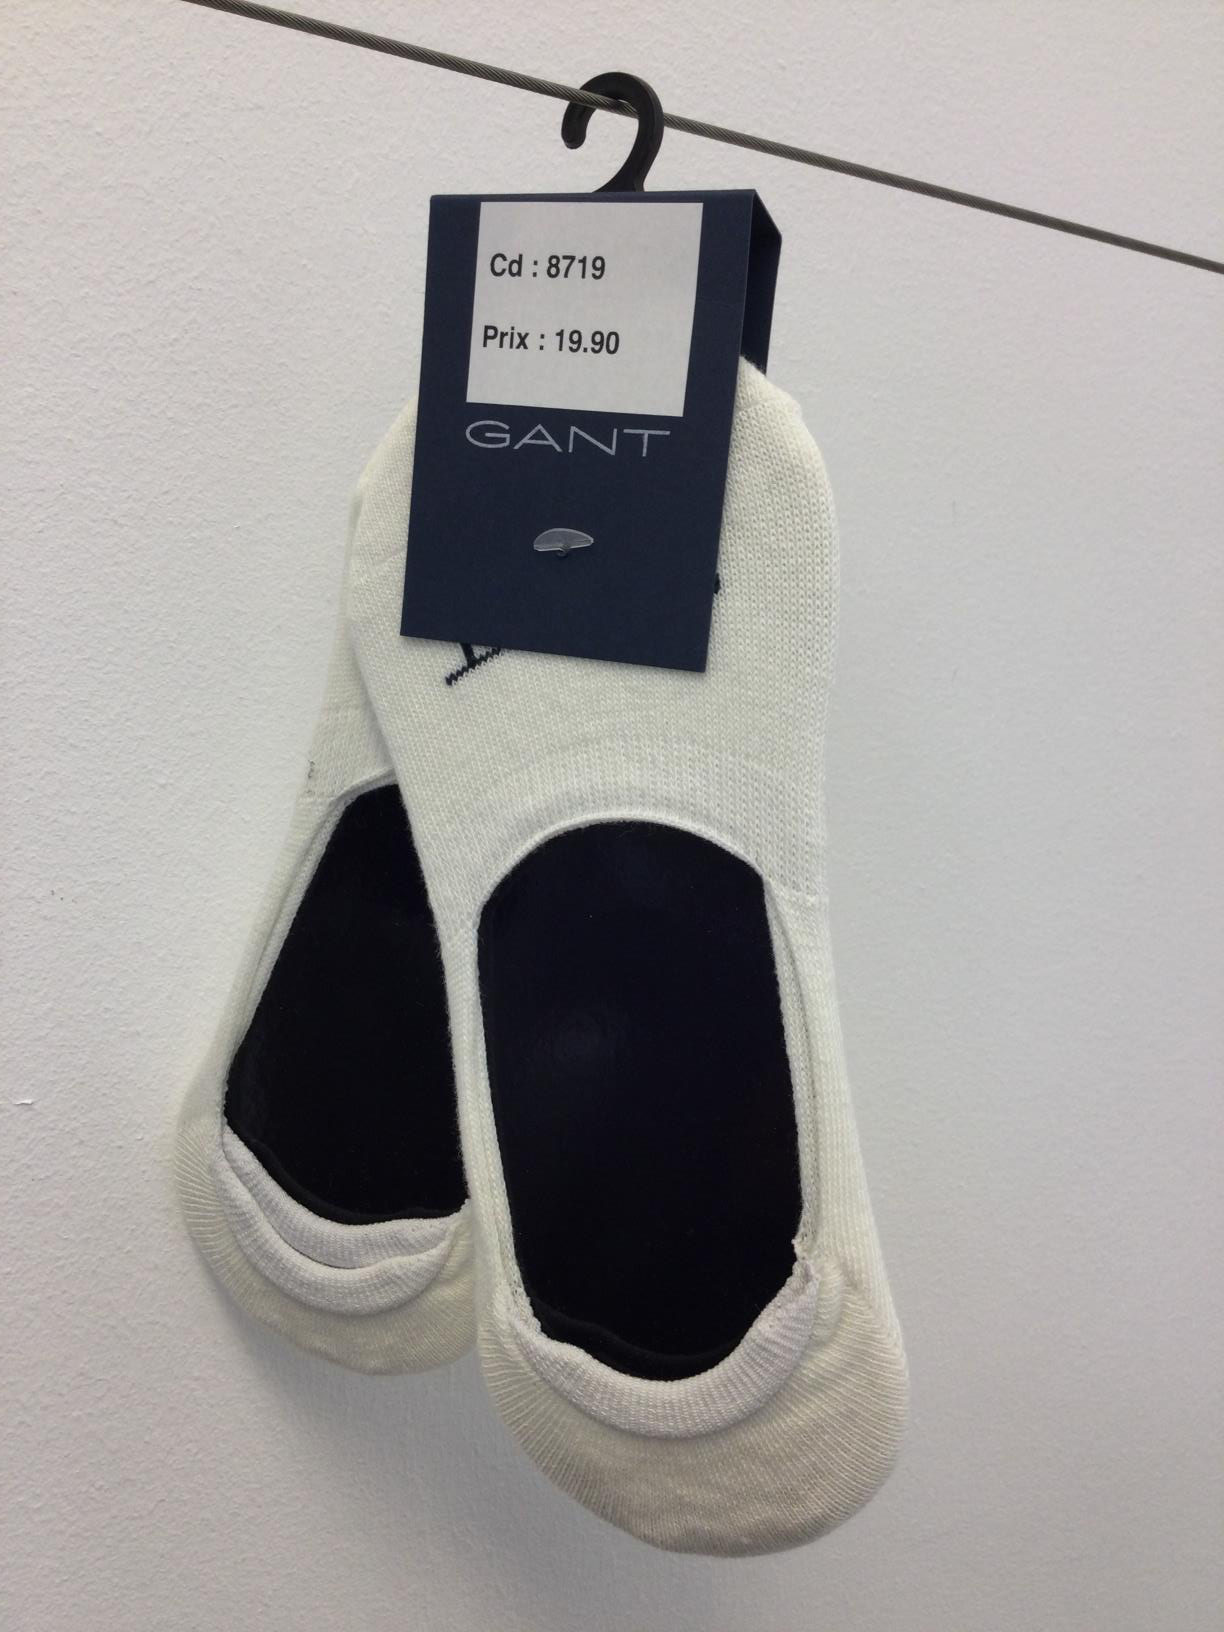 Cd : 8719
Prix : 19.90
GANT